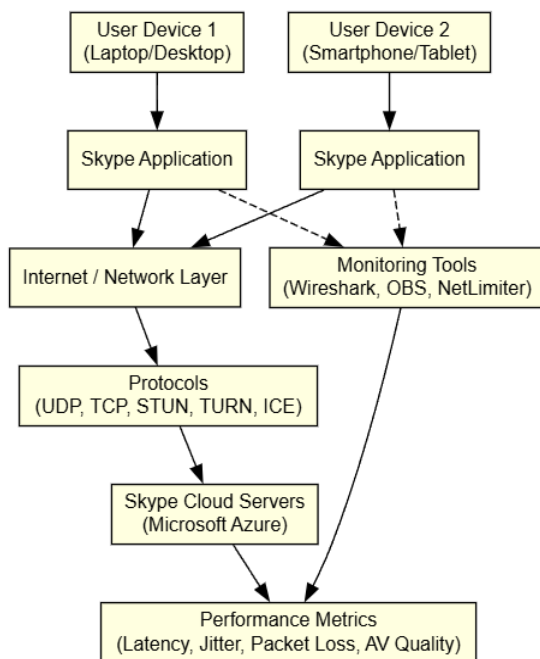 User Device 1
(Laptop/Desktop)
User Device 2
(Smartphone/Tablet)
Skype Application
Skype Application
Internet / Network Layer
Monitoring Tools
(Wireshark, OBS, NetLimiter)
Protocols
(UDP, TCP, STUN, TURN, ICE)
Skype Cloud Servers
(Microsoft Azure)
Performance Metrics
(Latency, Jitter, Packet Loss, AV Quality)